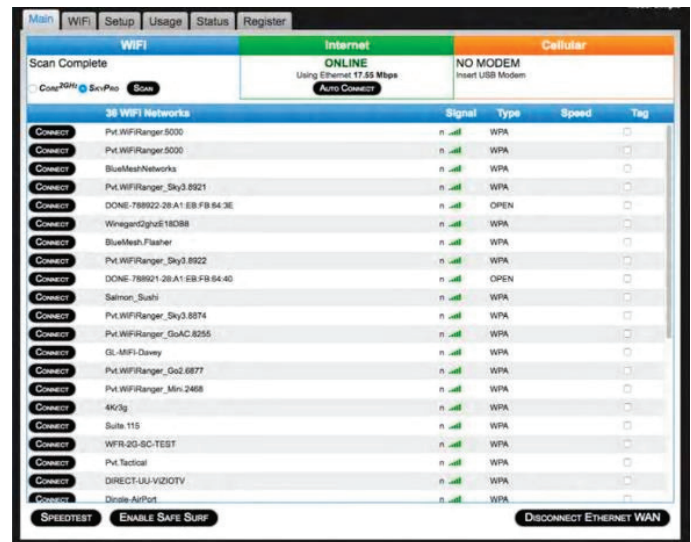 Main WiFi Setup Usage Status Register
WiFi Internet Cellular
Scan Complete ONLINE NO MODEM
Using Ethernet 17.55 Mbps Insert USB Modem
Core 2GHz SkyPro Scan Auto Connect
36 WiFi Networks Signal Type Speed Tag
Connect Pvt.WiFiRanger.5000 n WPA
Connect Pvt.WiFiRanger.5000 n WPA
Connect BlueMeshNetworks n WPA
Connect Pvt.WiFiRanger_Sky3.8921 n WPA
Connect DONE-788922-28:A1:EB:FB:64:3E n OPEN
Connect Winegard2ghzE18DB8 n WPA
Connect BlueMesh.Flasher n WPA
Connect Pvt.WiFiRanger_Sky3.8922 n WPA
Connect DONE-788921-28:A1:EB:FB:64:40 n OPEN
Connect Salmon_Sushi n WPA
Connect Pvt.WiFiRanger_Sky3.8874 n WPA
Connect Pvt.WiFiRanger_GoAC.8255 n WPA
Connect GL-MIFI-Davey n WPA
Connect Pvt.WiFiRanger_Go2.6877 n WPA
Connect Pvt.WiFiRanger_Mini.2468 n WPA
Connect 4Kr3g n WPA
Connect Suite.115 n WPA
Connect WFR-2G-SC-TEST n WPA
Connect Pvt.Tactical n WPA
Connect DIRECT-UU-VIZIOTV n WPA
Connect Dingle-AirPort n WPA
Speedtest Enable Safe Surf Disconnect Ethernet WAN